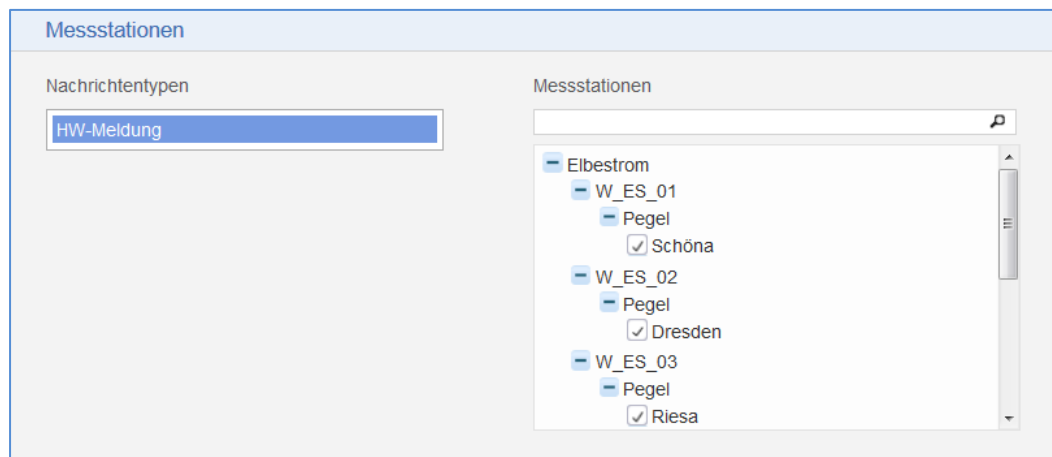 Messstationen
Nachrichtentypen
HW-Meldung
Messstationen
Elbestrom
W_ES_01
Pegel
Schöna
W_ES_02
Pegel
Dresden
W_ES_03
Pegel
Riesa